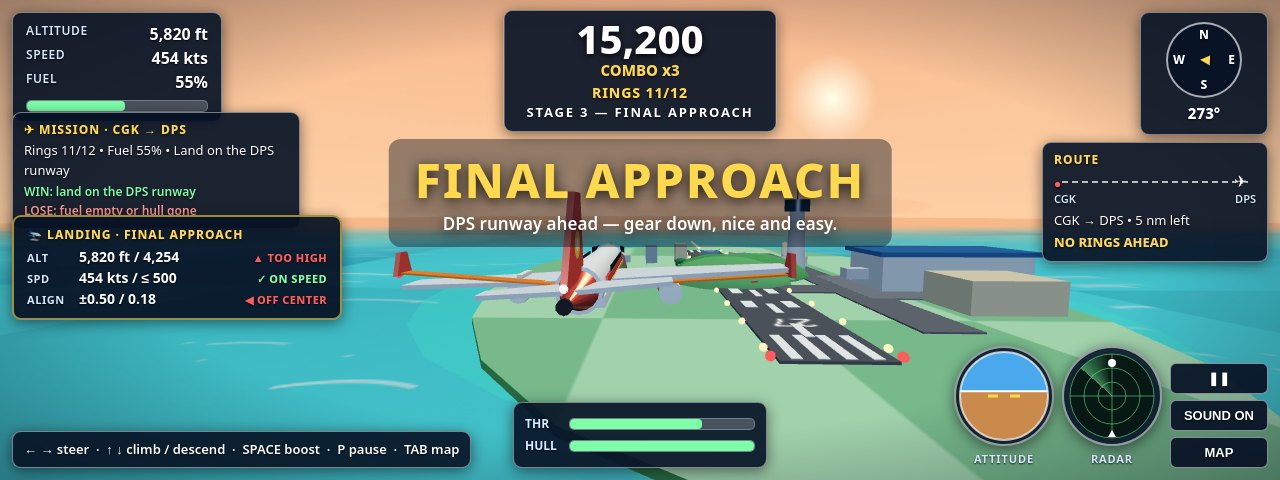 ALTITUDE 5,820 ft
SPEED 454 kts
FUEL 55%
✈ MISSION · CGK → DPS
Rings 11/12 • Fuel 55% • Land on the DPS
runway
WIN: land on the DPS runway
LOSE: fuel empty or hull gone
LANDING · FINAL APPROACH
ALT 5,820 ft / 4,254 ▲ TOO HIGH
SPD 454 kts / ≤ 500 ✓ ON SPEED
ALIGN ±0.50 / 0.18 ◀ OFF CENTER
15,200
COMBO x3
RINGS 11/12
STAGE 3 — FINAL APPROACH
FINAL APPROACH
DPS runway ahead — gear down, nice and easy.
N
W E
S
273°
ROUTE
CGK DPS
CGK → DPS • 5 nm left
NO RINGS AHEAD
← → steer · ↑ ↓ climb / descend · SPACE boost · P pause · TAB map
THR
HULL
ATTITUDE
RADAR
SOUND ON
MAP